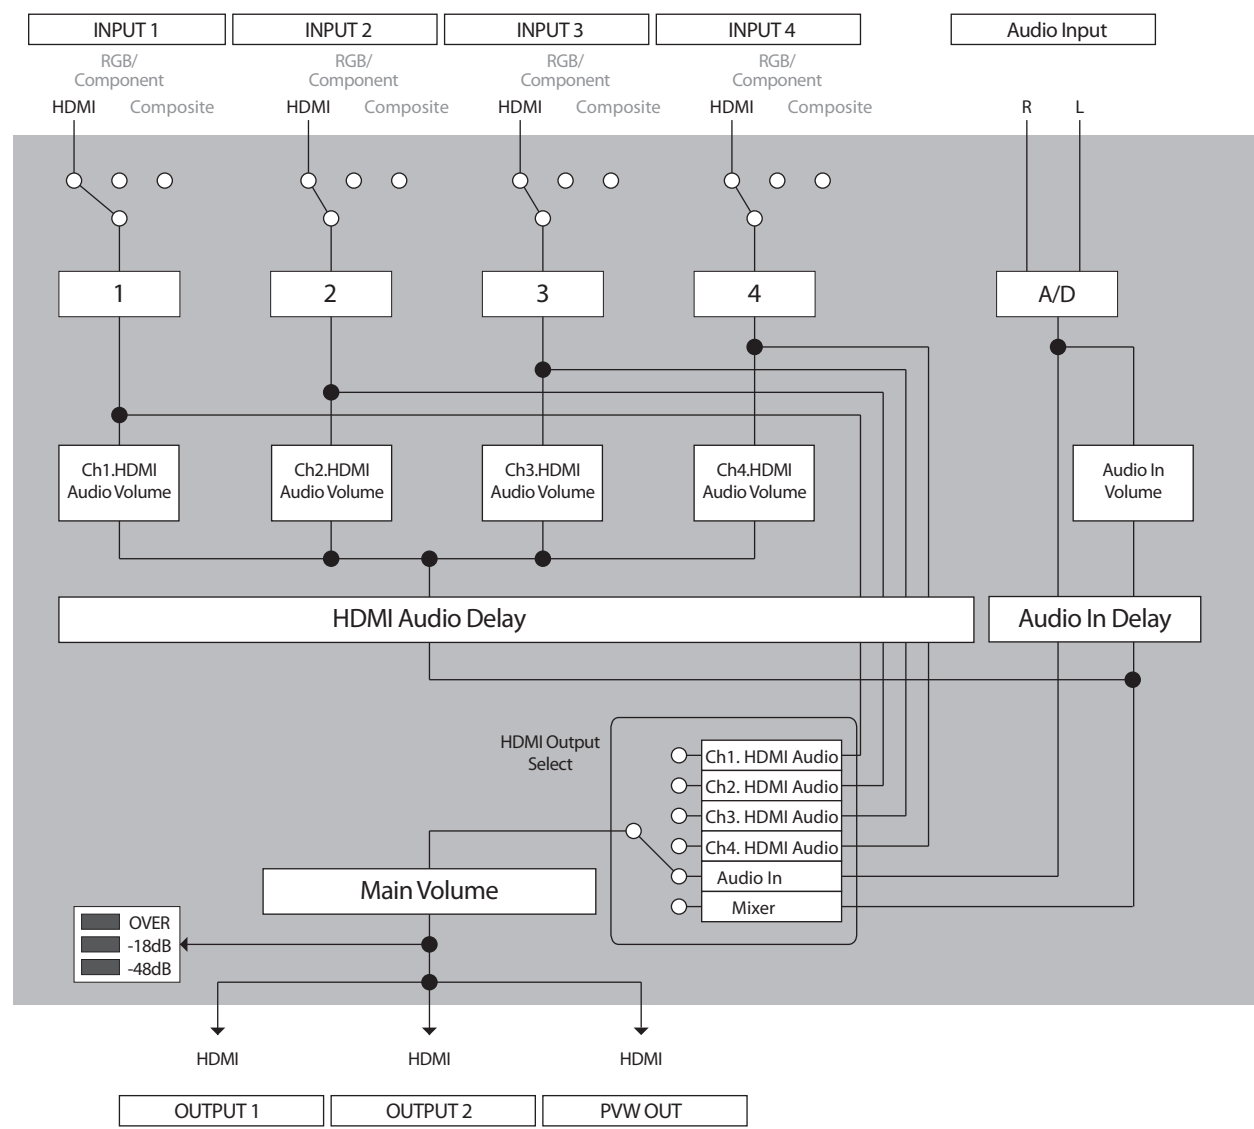 INPUT 1
INPUT 2
INPUT 3
INPUT 4
Audio Input
RGB/
Component
RGB/
Component
RGB/
Component
RGB/
Component
HDMI Composite
HDMI Composite
HDMI Composite
HDMI Composite
R L
1
2
3
4
A/D
Ch1.HDMI
Audio Volume
Ch2.HDMI
Audio Volume
Ch3.HDMI
Audio Volume
Ch4.HDMI
Audio Volume
Audio In
Volume
HDMI Audio Delay
Audio In Delay
HDMI Output
Select
Ch1. HDMI Audio
Ch2. HDMI Audio
Ch3. HDMI Audio
Ch4. HDMI Audio
Audio In
Mixer
Main Volume
OVER
-18dB
-48dB
HDMI
HDMI
HDMI
OUTPUT 1
OUTPUT 2
PVW OUT